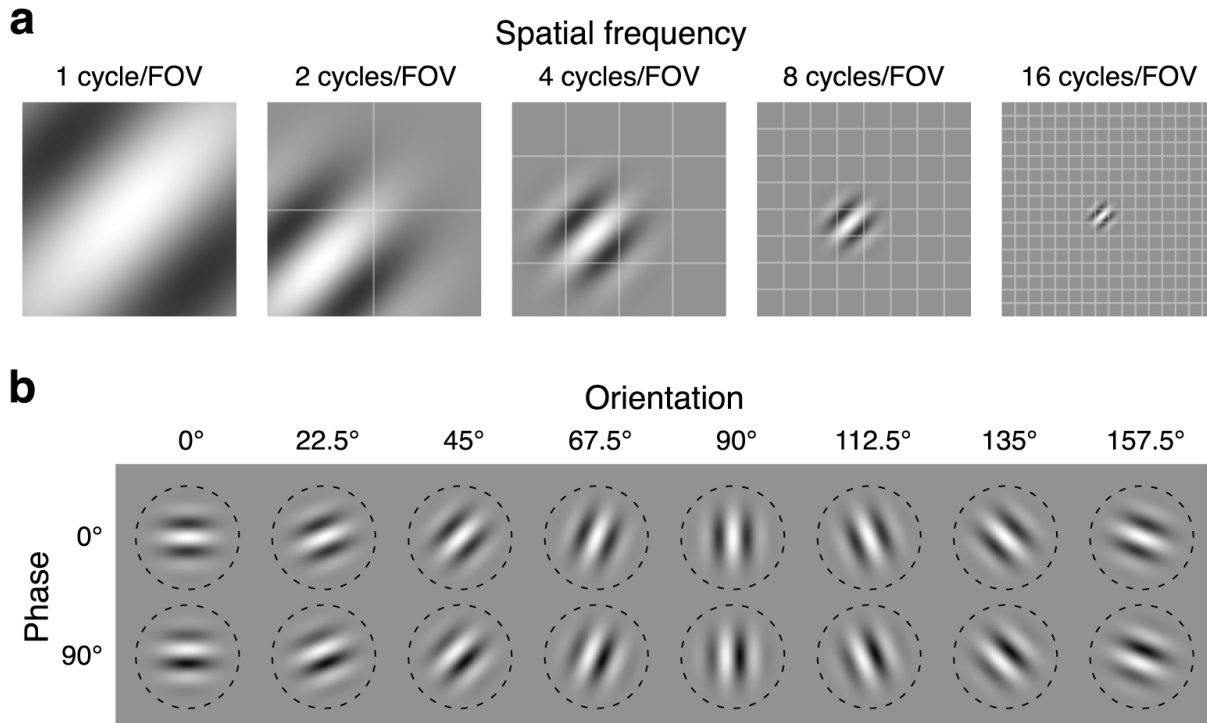 a
Spatial frequency
1 cycle/FOV 2 cycles/FOV 4 cycles/FOV 8 cycles/FOV 16 cycles/FOV
b
Orientation
0° 22.5° 45° 67.5° 90° 112.5° 135° 157.5°
Phase
0°
90°